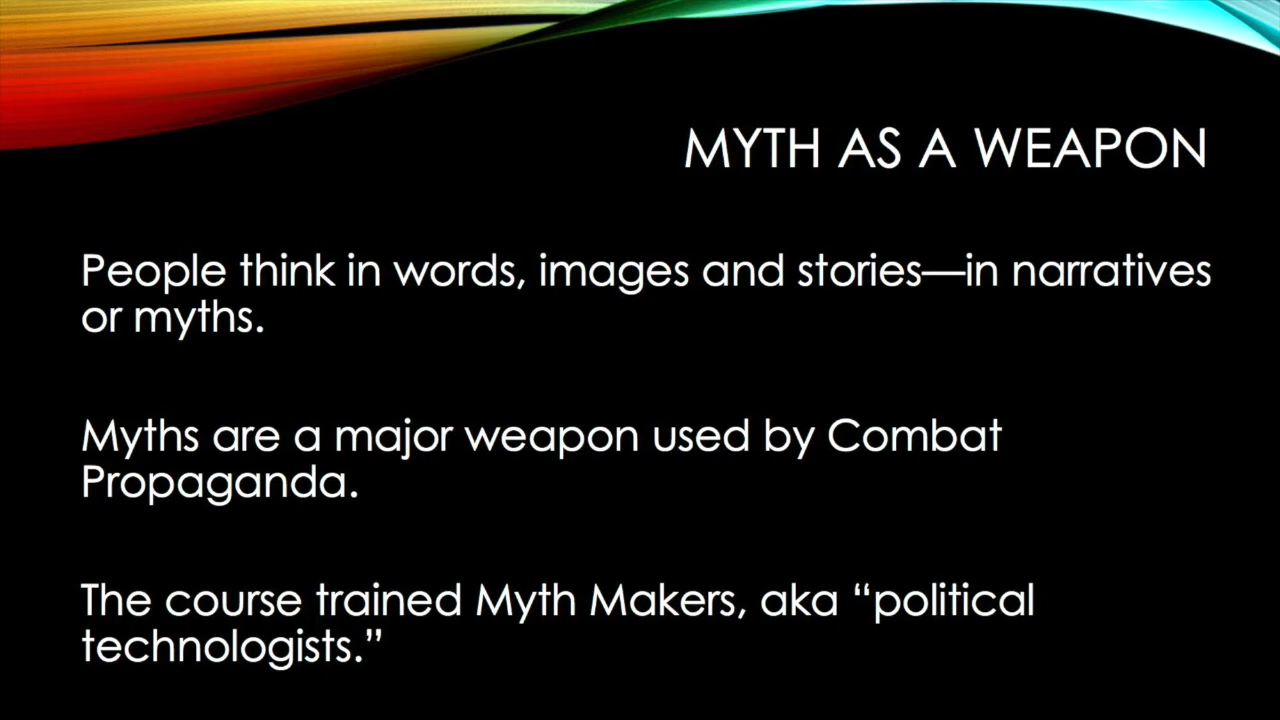 MYTH AS A WEAPON
People think in words, images and stories—in narratives
or myths.
Myths are a major weapon used by Combat
Propaganda.
The course trained Myth Makers, aka “political
technologists.”